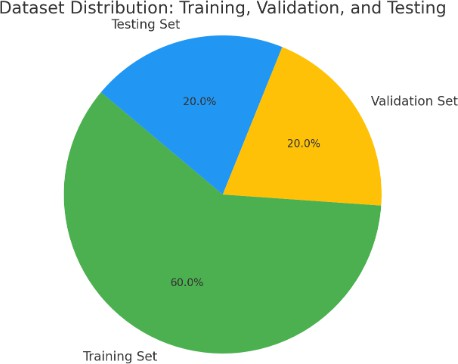 Dataset Distribution: Training, Validation, and Testing
Testing Set
20.0%
Validation Set
20.0%
60.0%
Training Set